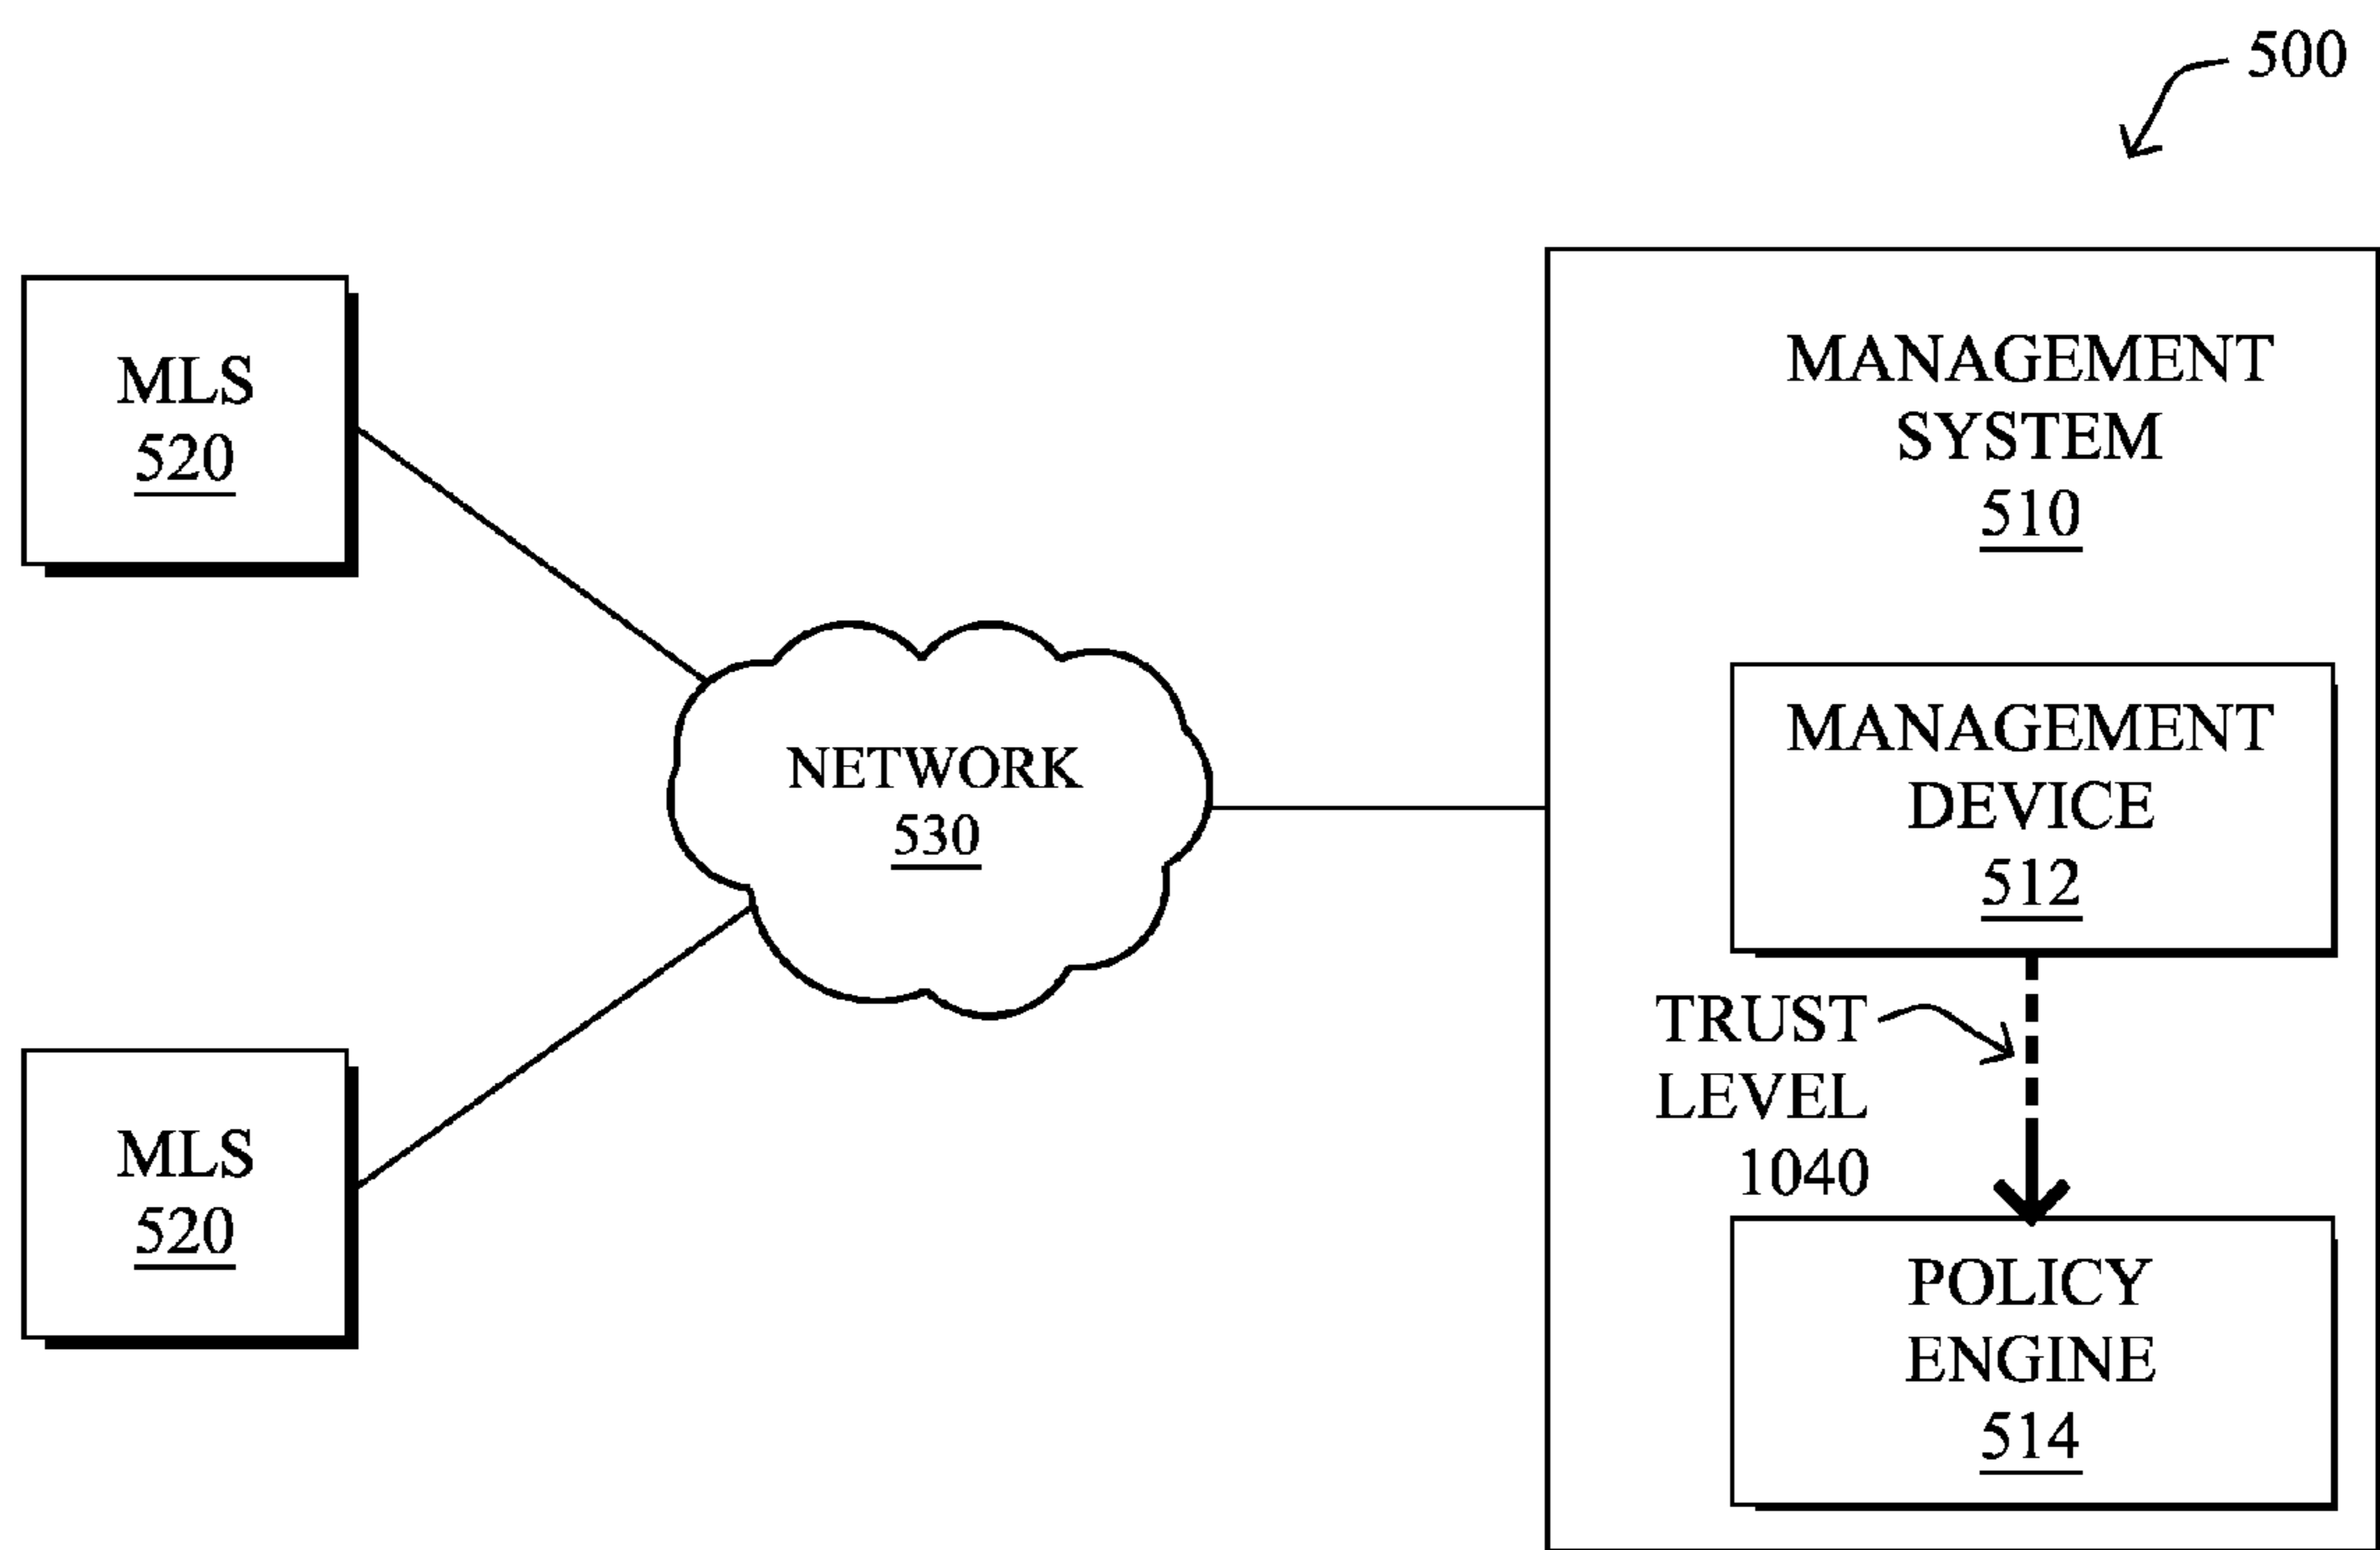 500
MLS
520
MANAGEMENT
SYSTEM
510
NETWORK
530
MANAGEMENT
DEVICE
512
TRUST
LEVEL
1040
MLS
520
POLICY
ENGINE
514